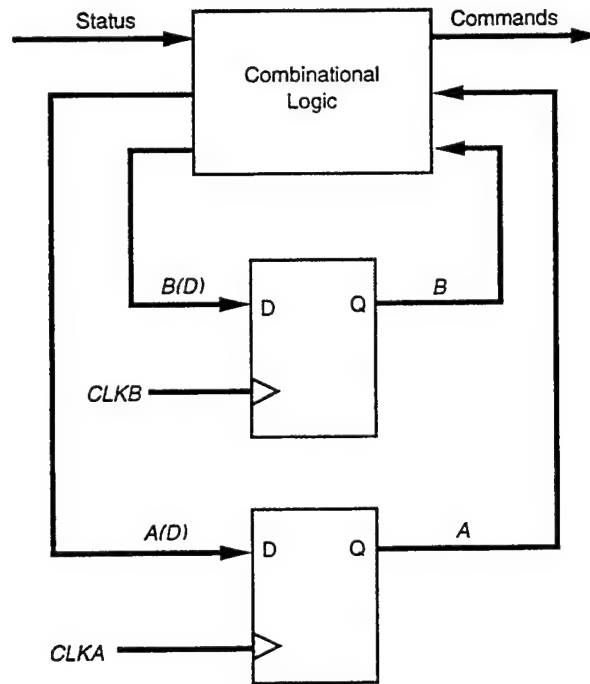 Status
Commands
Combinational
Logic
B(D)
D
Q
B
CLKB
A(D)
D
Q
A
CLKA